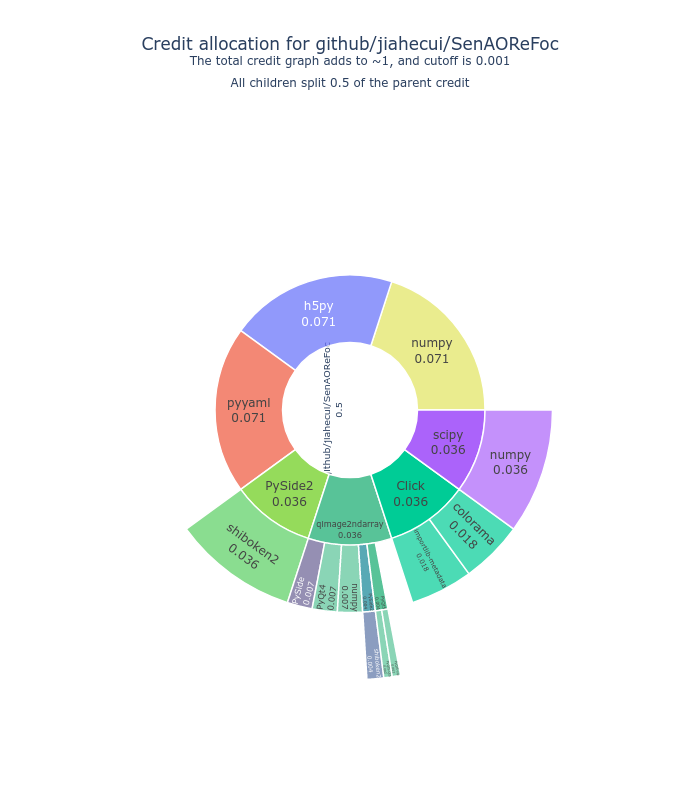 Credit allocation for github/jiahecui/SenAOReFoc
The total credit graph adds to ~1, and cutoff is 0.001
All children split 0.5 of the parent credit
h5py
0.071
numpy
0.071
pyyaml
0.071
github/jiahecui/SenAOReFoc
0.5
scipy
0.036
numpy
0.036
PySide2
0.036
Click
0.036
qimage2ndarray
0.036
shiboken2
0.036
colorama
0.018
importlib-metadata
0.018
PySide
0.007
PyQt4
0.007
numpy
0.007
shiboken2
0.004